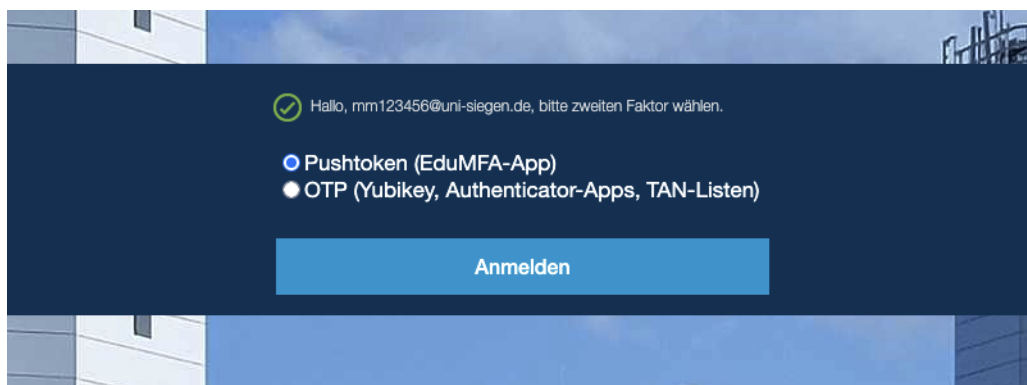 Hallo, mm123456@uni-siegen.de, bitte zweiten Faktor wählen.
Pushtoken (EduMFA-App)
OTP (Yubikey, Authenticator-Apps, TAN-Listen)
Anmelden